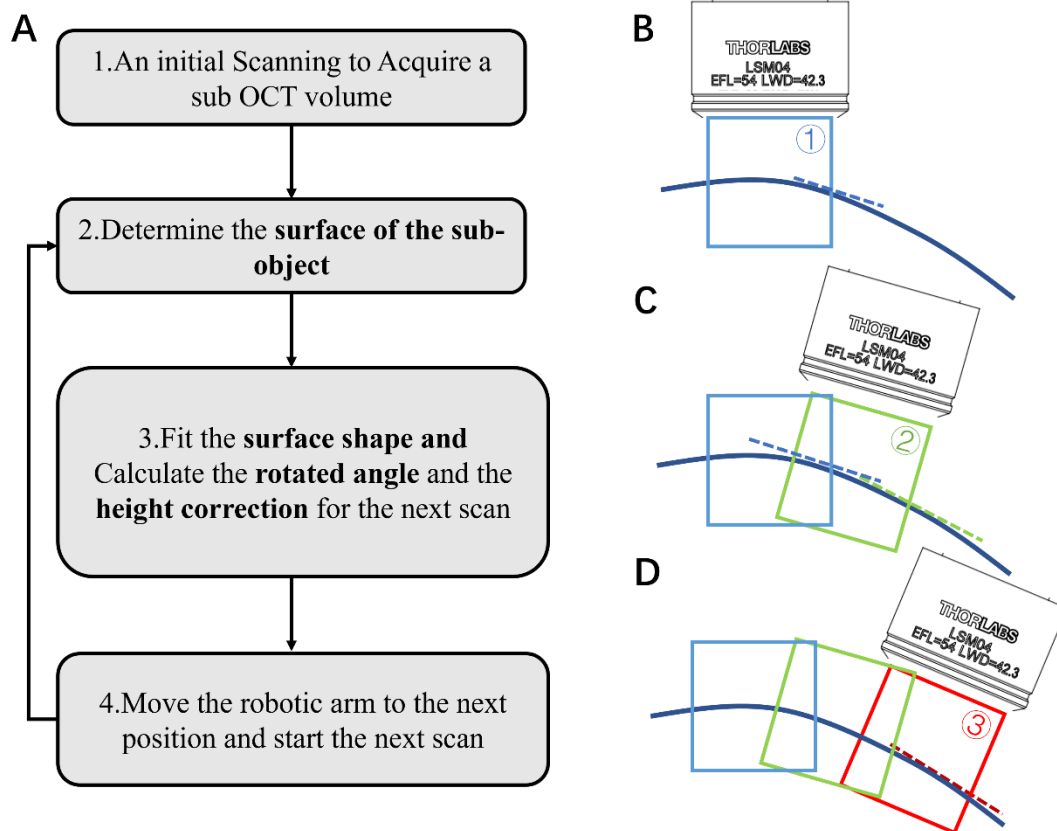 A
1.An initial Scanning to Acquire a
sub OCT volume
2.Determine the surface of the sub-
object
3.Fit the surface shape and
Calculate the rotated angle and the
height correction for the next scan
4.Move the robotic arm to the next
position and start the next scan
B
THORLABS
LSM04
EFL=54 LWD=42.3
①
C
THORLABS
LSM04
EFL=54 LWD=42.3
②
D
THORLABS
LSM04
EFL=54 LWD=42.3
③